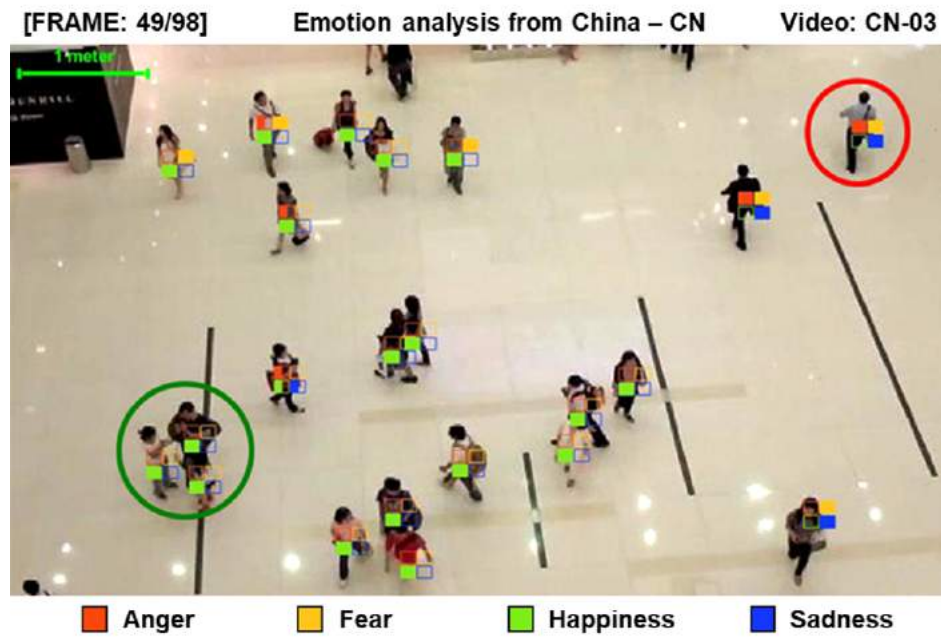 [FRAME: 49/98] Emotion analysis from China – CN Video: CN-03
1 meter
Anger Fear Happiness Sadness